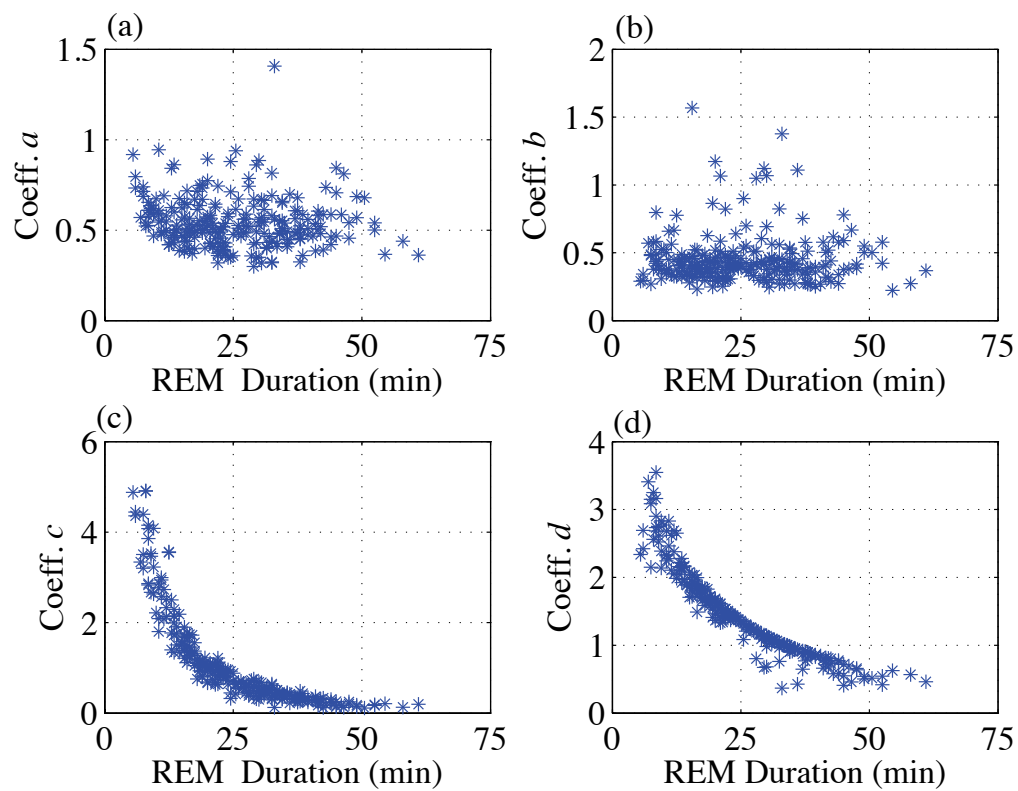 (a)
1.5
1
0.5
0
Coeff. a
0 25 50 75
REM Duration (min)
(b)
2
1.5
1
0.5
0
Coeff. b
0 25 50 75
REM Duration (min)
(c)
6
4
2
0
Coeff. c
0 25 50 75
REM Duration (min)
(d)
4
3
2
1
0
Coeff. d
0 25 50 75
REM Duration (min)